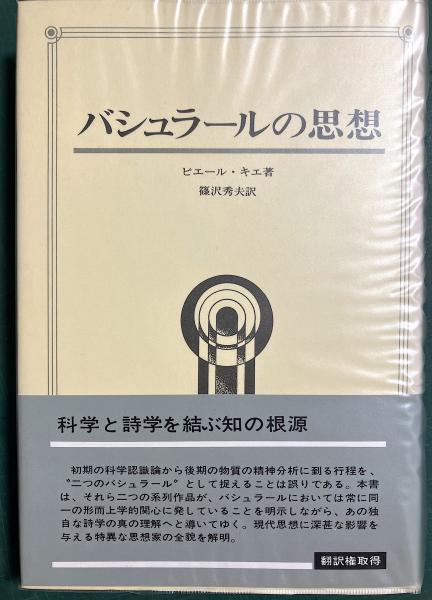 バシュラールの思想
ピエール・キエ著
篠沢秀夫訳
科学と詩学を結ぶ知の根源
初期の科学認識論から後期の物質の精神分析に到る行程を、
〝二つのバシュラール〟として捉えることは誤りである。本書
は、それら二つの系列作品が、バシュラールにおいては常に同
一の形而上学的関心に発していることを明示しながら、あの独
自な詩学の真の理解へと導いてゆく。現代思想に深甚な影響を
与える特異な思想家の全貌を解明。
翻訳権取得